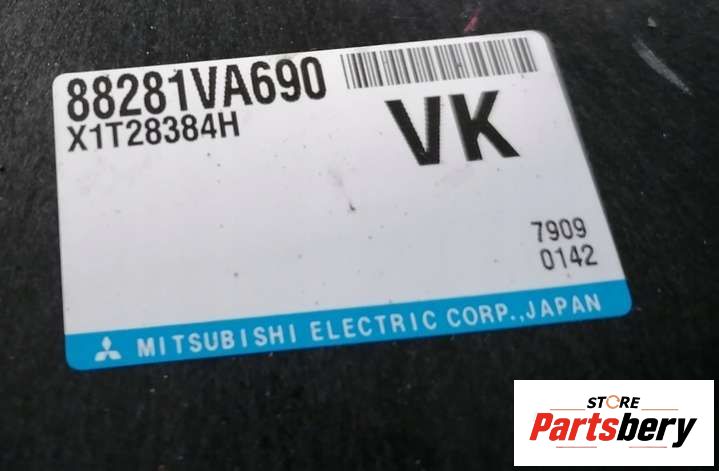 88281VA690
X1T28384H
VK
7909
0142
MITSUBISHI ELECTRIC CORP.,JAPAN
STORE
Partsbery